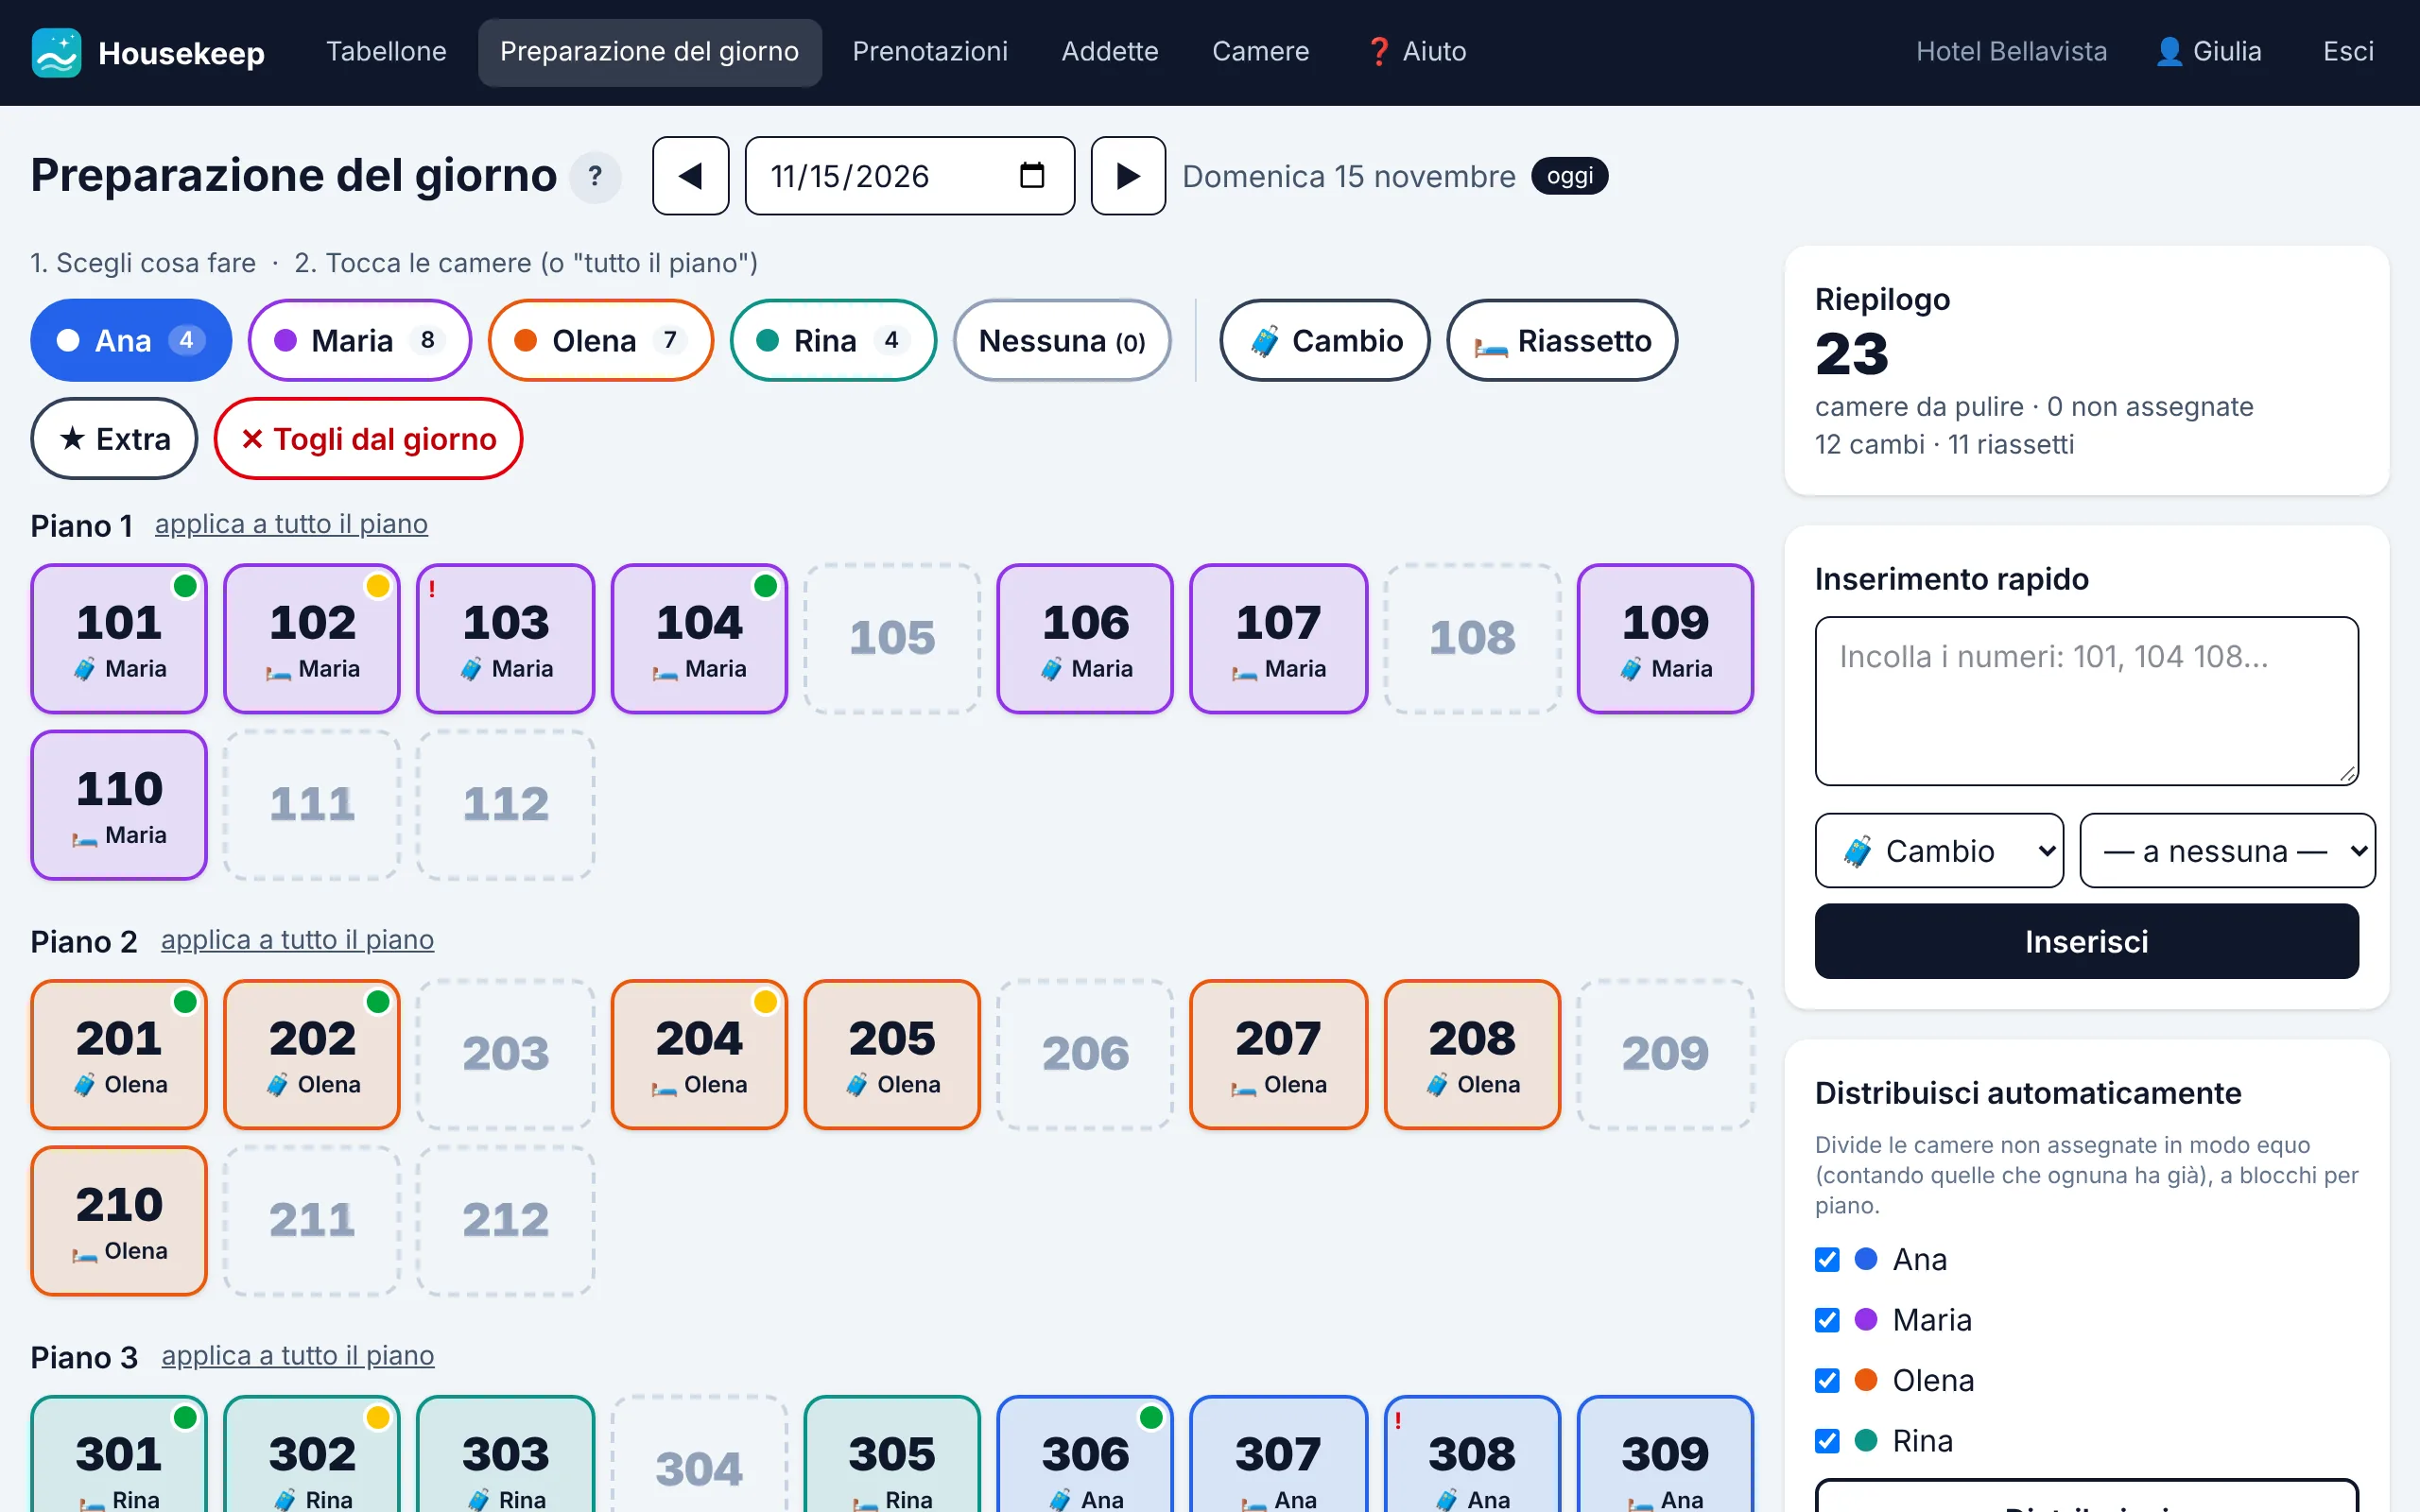 Housekeep Tabellone Preparazione del giorno Prenotazioni Addette Camere ❓ Aiuto Hotel Bellavista 👤 Giulia Esci
Preparazione del giorno ? ◀ 11/15/2026 ▶ Domenica 15 novembre oggi
1. Scegli cosa fare · 2. Tocca le camere (o "tutto il piano")
Ana 4 Maria 8 Olena 7 Rina 4 Nessuna (0) 🧳 Cambio 🛏️ Riassetto
★ Extra ✕ Togli dal giorno
Piano 1 applica a tutto il piano
101 102 ! 103 104 105 106 107 108 109
🧳 Maria 🛏️ Maria 🧳 Maria 🛏️ Maria 🧳 Maria 🛏️ Maria 🧳 Maria
110 111 112
🛏️ Maria
Piano 2 applica a tutto il piano
201 202 203 204 205 206 207 208 209
🧳 Olena 🧳 Olena 🛏️ Olena 🧳 Olena 🛏️ Olena 🧳 Olena
210 211 212
🛏️ Olena
Piano 3 applica a tutto il piano
301 302 303 304 305 306 307 ! 308 309
🛏️ Rina 🧳 Rina 🧳 Rina 🛏️ Rina 🧳 Ana 🛏️ Ana 🧳 Ana 🛏️ Ana
Riepilogo
23
camere da pulire · 0 non assegnate
12 cambi · 11 riassetti
Inserimento rapido
Incolla i numeri: 101, 104 108...
🧳 Cambio — a nessuna —
Inserisci
Distribuisci automaticamente
Divide le camere non assegnate in modo equo
(contando quelle che ognuna ha già), a blocchi per
piano.
Ana
Maria
Olena
Rina